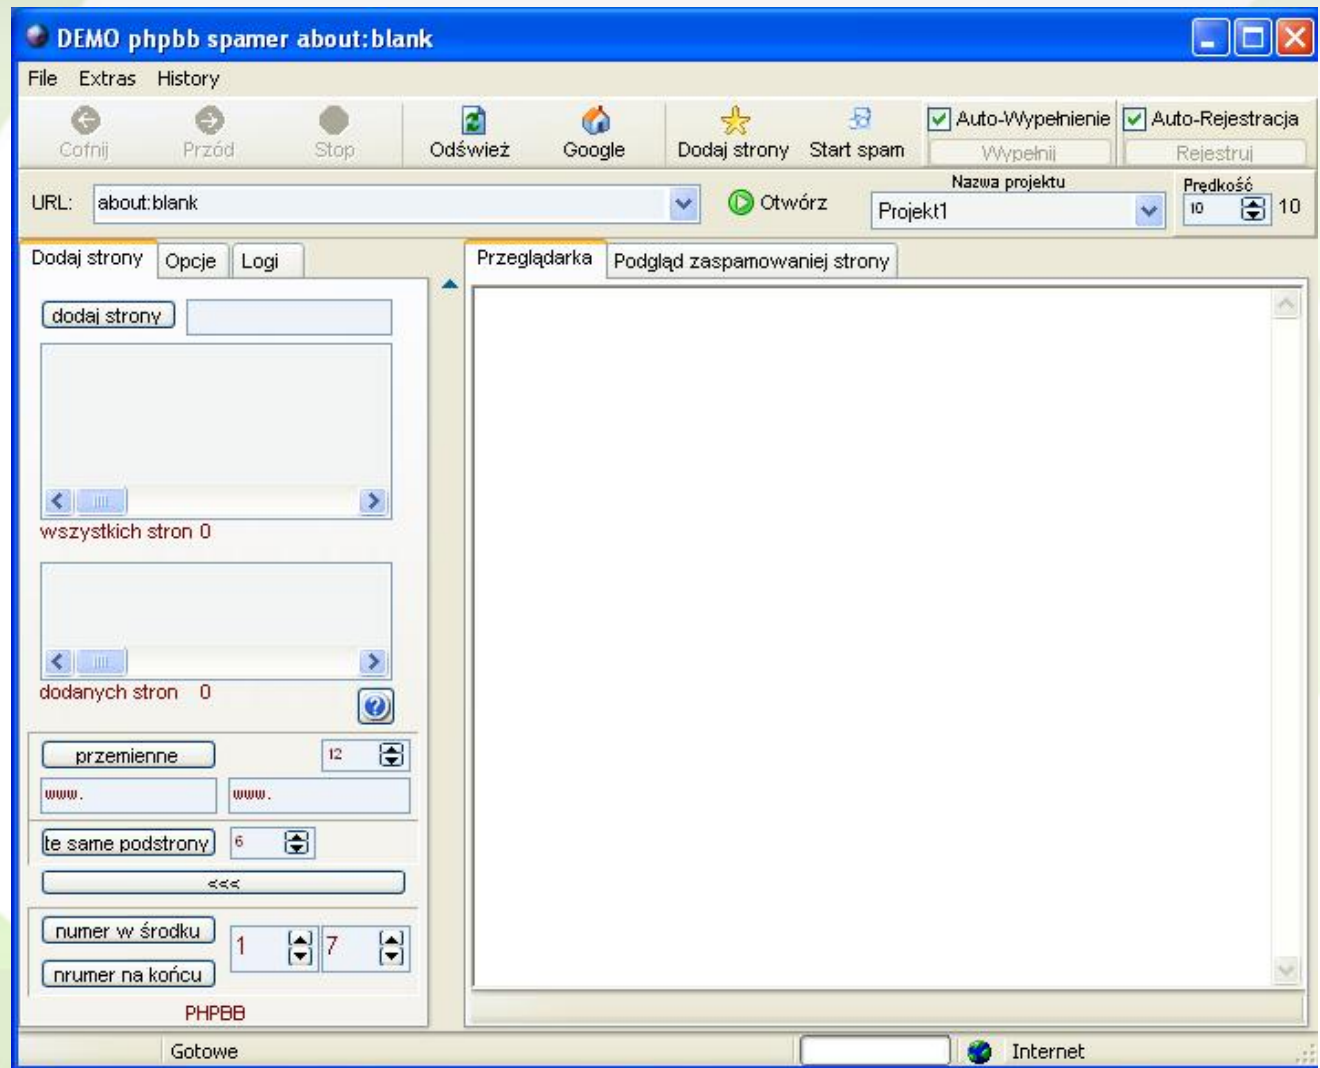 DEMO phpbb spamer about:blank
File Extras History
Cofnij Przód Stop Odśwież Google Dodaj strony Start spam
Auto-Wypełnienie Auto-Rejestracja
Wypełnij Rejestruj
URL: about:blank Otwórz
Nazwa projektu
Projekt1
Prędkość
10 10
Dodaj strony Opcje Logi
Przeglądarka Podgląd zaspamowaniej strony
dodaj strony
wszystkich stron 0
dodanych stron 0
przemienne 12
www. www.
te same podstrony 6
<<<
numer w środku 1 7
nrumer na końcu
PHPBB
Gotowe Internet